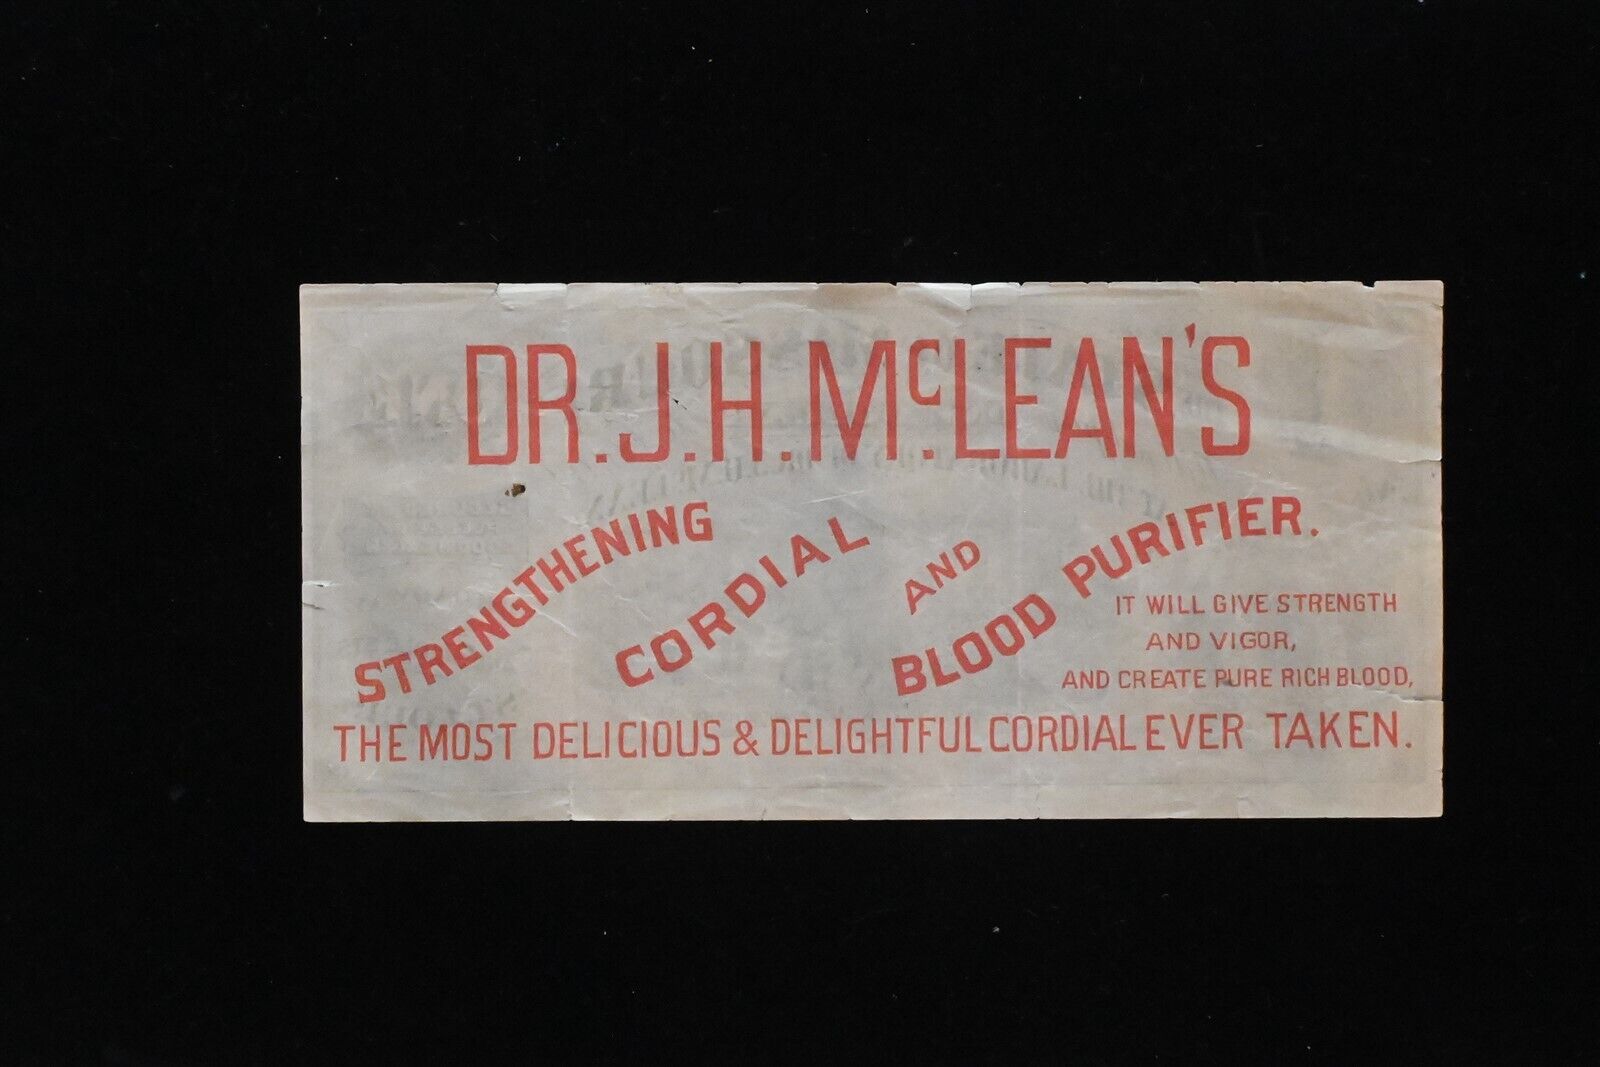 DR. J. H. McLEAN'S
STRENGTHENING CORDIAL AND BLOOD PURIFIER.
IT WILL GIVE STRENGTH
AND VIGOR,
AND CREATE PURE RICH BLOOD,
THE MOST DELICIOUS & DELIGHTFUL CORDIAL EVER TAKEN.